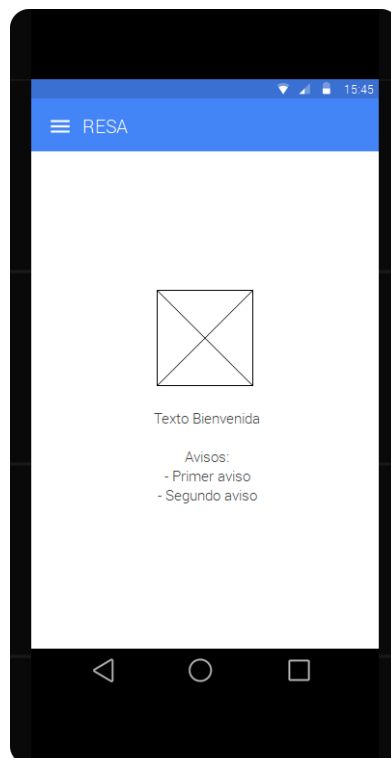 15:45
RESA
Texto Bienvenida
Avisos:
- Primer aviso
- Segundo aviso